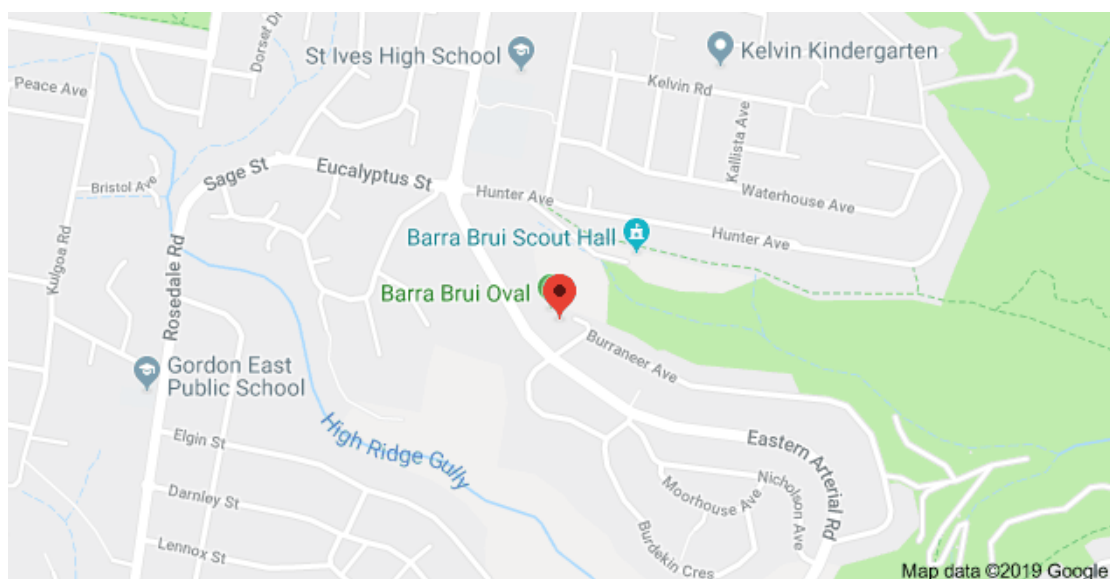 Dorset Dr
St Ives High School
Kelvin Kindergarten
Peace Ave
Kelvin Rd
Kallista Ave
Sage St
Eucalyptus St
Bristol Ave
Hunter Ave
Waterhouse Ave
Kulgoa Rd
Rosedale Rd
Barra Brui Scout Hall
Hunter Ave
Barra Brui Oval
Burraneer Ave
Gordon East
Public School
High Ridge Gully
Elgin St
Eastern Arterial Rd
Moorhouse Ave
Nicholson Ave
Darnley St
Burdekin Cres
Lennox St
Map data ©2019 Google